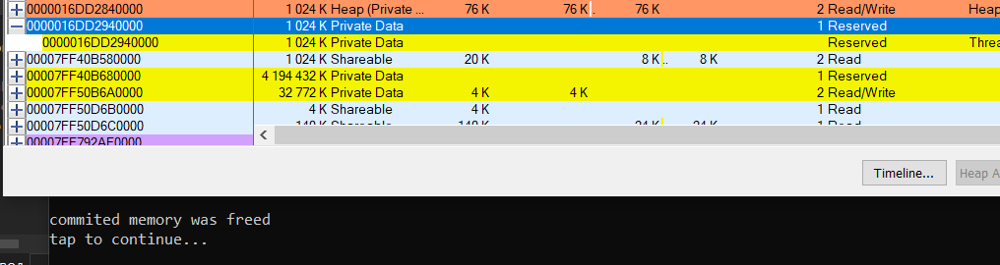 0000016DD2840000 1 024 K Heap (Private ... 76 K 76 K . 76 K 2 Read/Write Heap
0000016DD2940000 1 024 K Private Data 1 Reserved
0000016DD2940000 1 024 K Private Data Reserved Threa
00007FF40B580000 1 024 K Shareable 20 K 8 K .. 8 K 2 Read
00007FF40B680000 4 194 432 K Private Data 1 Reserved
00007FF50B6A0000 32 772 K Private Data 4 K 4 K 2 Read/Write
00007FF50D6B0000 4 K Shareable 4 K 1 Read
00007FF50D6C0000 140 K Shareable 140 K 24 K 24 K 1 Read
00007FF792AE0000
Timeline...
Heap A
commited memory was freed
tap to continue...